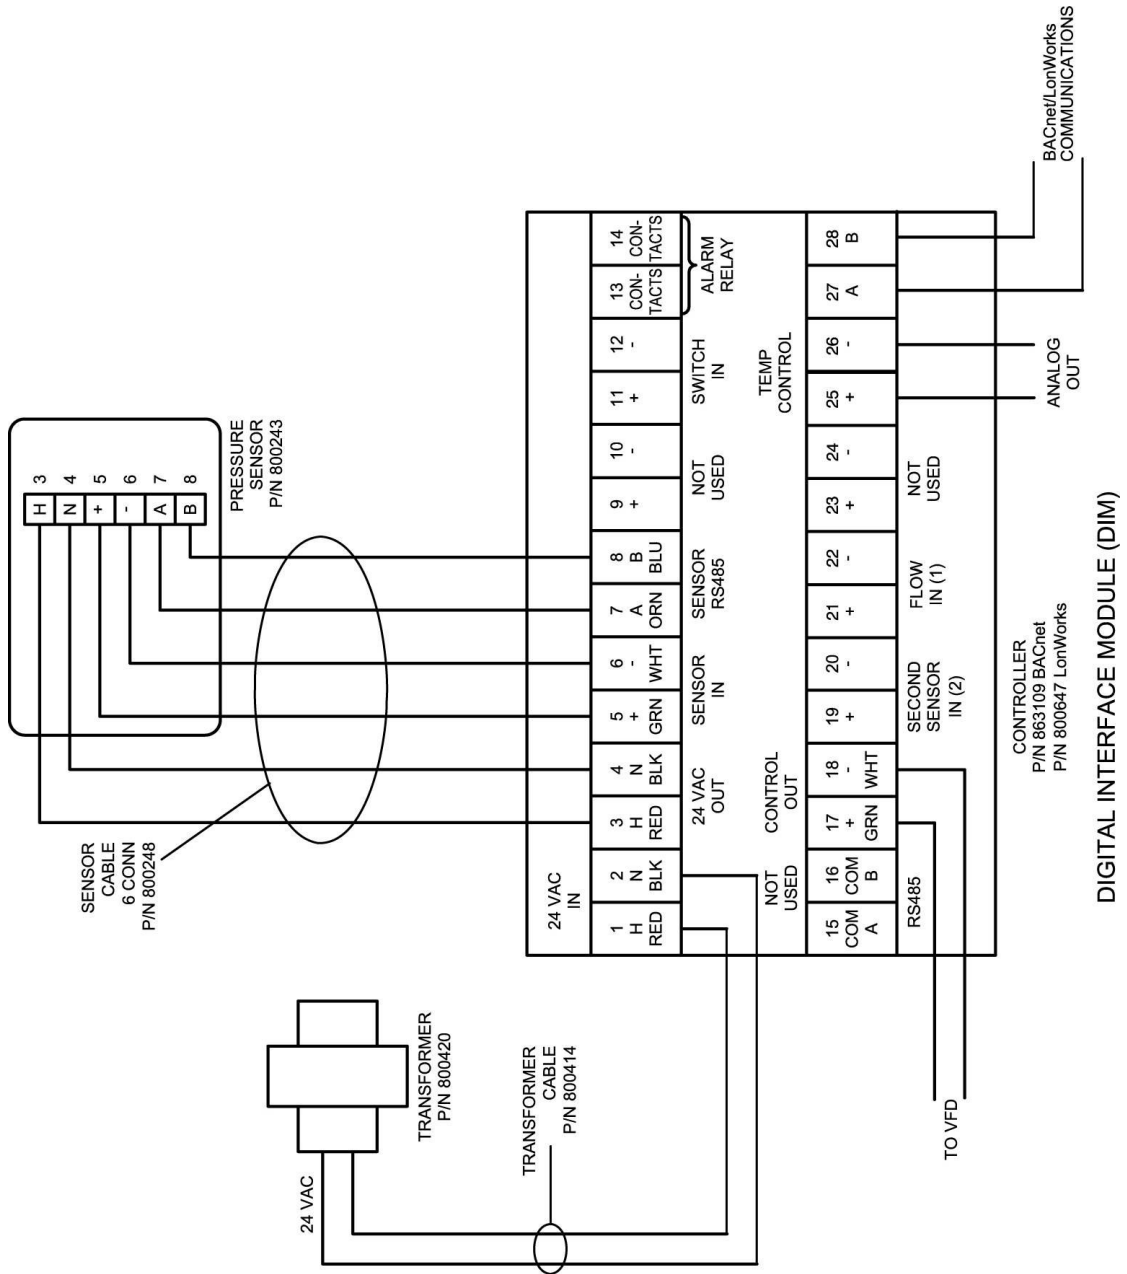 PRESSURE
SENSOR
P/N 800243
3 4 5 6 7 8
H N + - A B
SENSOR
CABLE
6 CONN
P/N 800248
TRANSFORMER
P/N 800420
24 VAC
TRANSFORMER
CABLE
P/N 800414
24 VAC
IN
1
H
RED
2
N
BLK
3
H
RED
4
N
BLK
5
+
GRN
6
-
WHT
7
A
ORN
8
B
BLU
9
+
10
-
11
+
12
-
13
CON-
TACTS
14
CON-
TACTS
24 VAC
OUT
SENSOR
IN
SENSOR
RS485
NOT
USED
SWITCH
IN
ALARM
RELAY
NOT
USED
CONTROL
OUT
TEMP
CONTROL
15
COM
A
16
COM
B
17
+
GRN
18
-
WHT
19
+
20
-
21
+
22
-
23
+
24
-
25
+
26
-
27
A
28
B
RS485
SECOND
SENSOR
IN (2)
FLOW
IN (1)
NOT
USED
TO VFD
ANALOG
OUT
BACnet/LonWorks
COMMUNICATIONS
CONTROLLER
P/N 863109 BACnet
P/N 800647 LonWorks
DIGITAL INTERFACE MODULE (DIM)